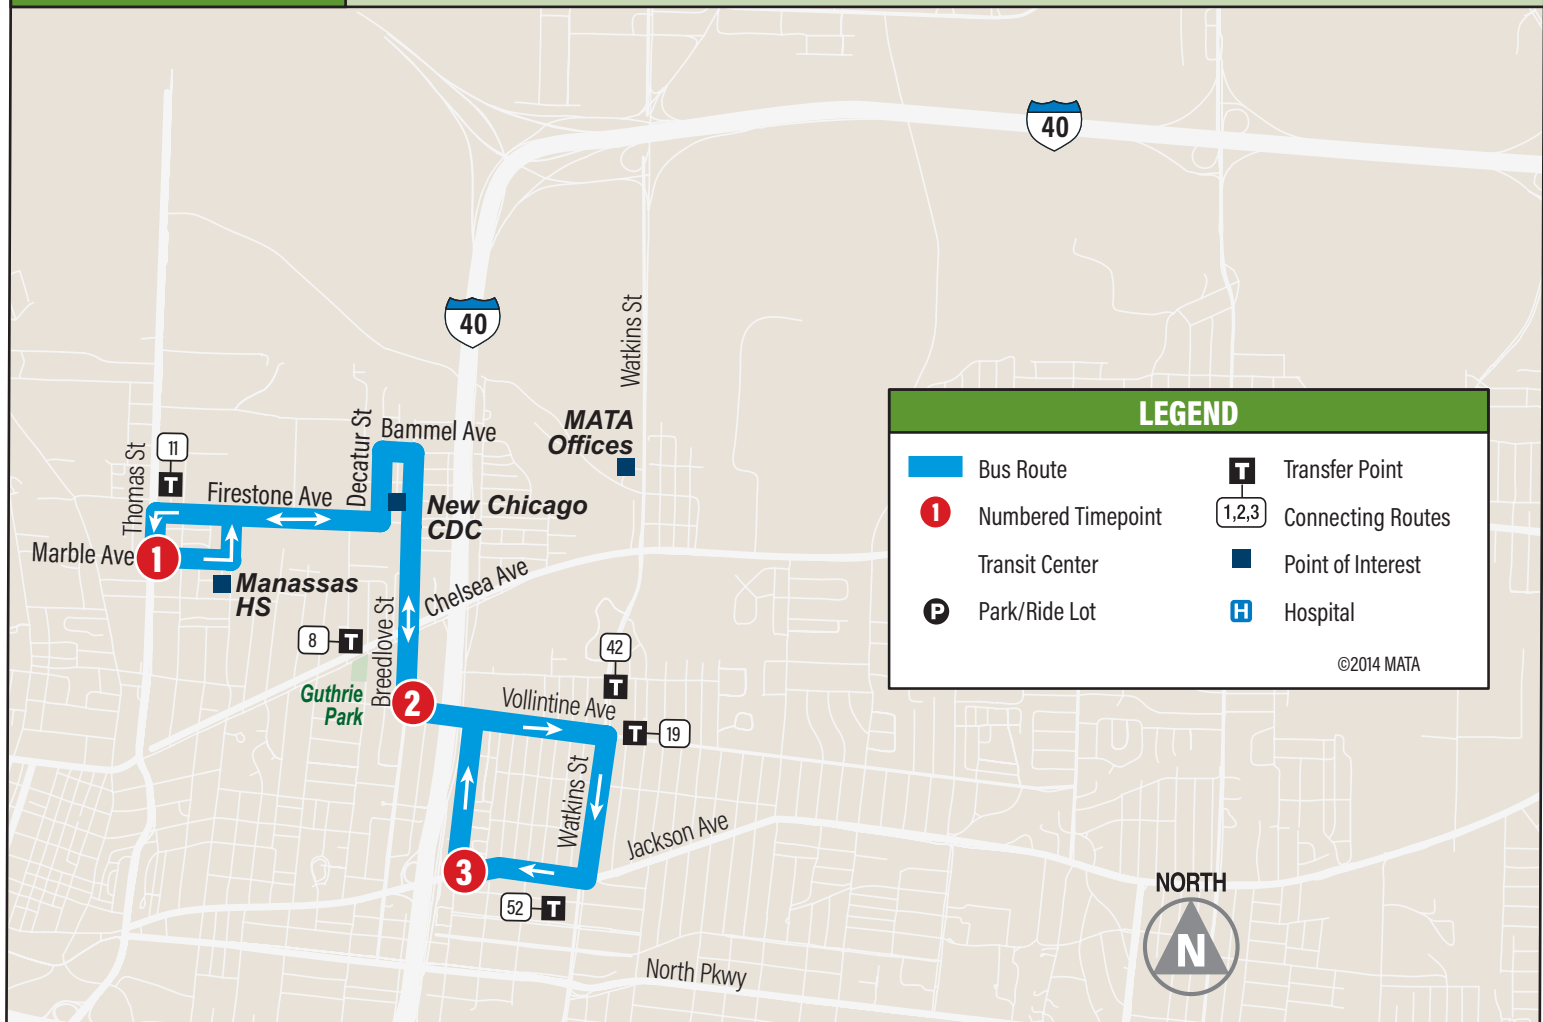 40
40
Watkins St
MATA
Offices
Decatur St
Bammel Ave
Thomas St
11
T
Firestone Ave
New Chicago
CDC
Marble Ave
1
Manassas
HS
Chelsea Ave
Breedlove St
8
T
42
T
Guthrie
Park
2
Vollintine Ave
T
19
Watkins St
Jackson Ave
3
52
T
North Pkwy
LEGEND
Bus Route
T
Transfer Point
1
Numbered Timepoint
1,2,3
Connecting Routes
Transit Center
Point of Interest
P
Park/Ride Lot
H
Hospital
©2014 MATA
NORTH
N